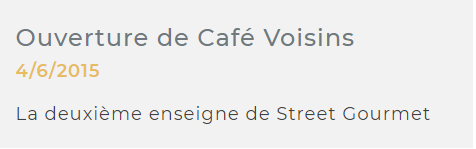 Ouverture de Café Voisins
4/6/2015
La deuxième enseigne de Street Gourmet